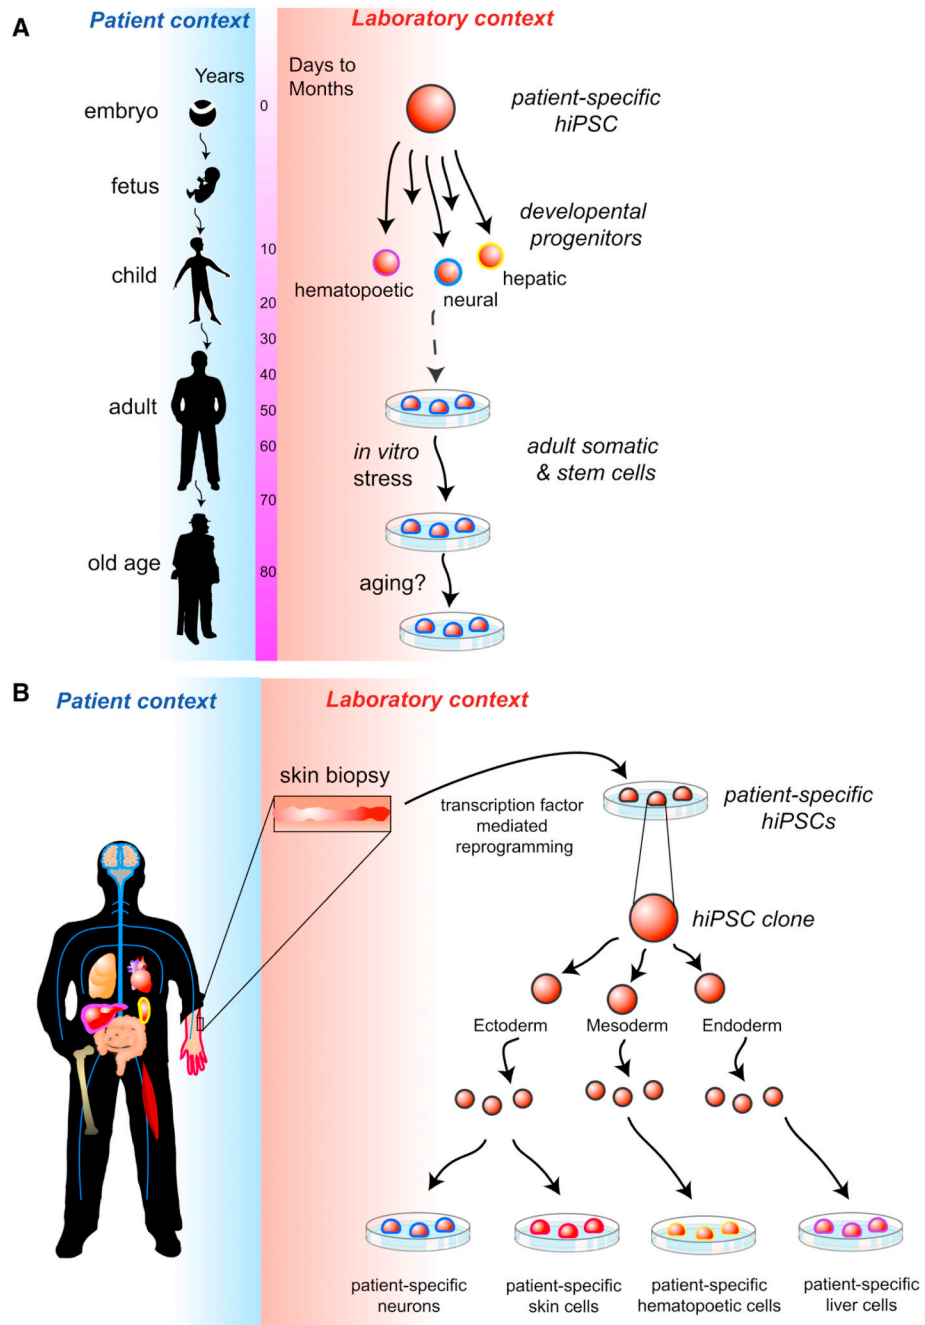 A
Patient context
Laboratory context
Years
Days to
Months
embryo
0
patient-specific
hiPSC
fetus
developental
progenitors
10
child
hematopoetic
neural
hepatic
20
30
40
adult
50
60
in vitro
stress
adult somatic
& stem cells
70
old age
80
aging?
B
Patient context
Laboratory context
skin biopsy
transcription factor
mediated
reprogramming
patient-specific
hiPSCs
hiPSC clone
Ectoderm
Mesoderm
Endoderm
patient-specific
neurons
patient-specific
skin cells
patient-specific
hematopoetic cells
patient-specific
liver cells